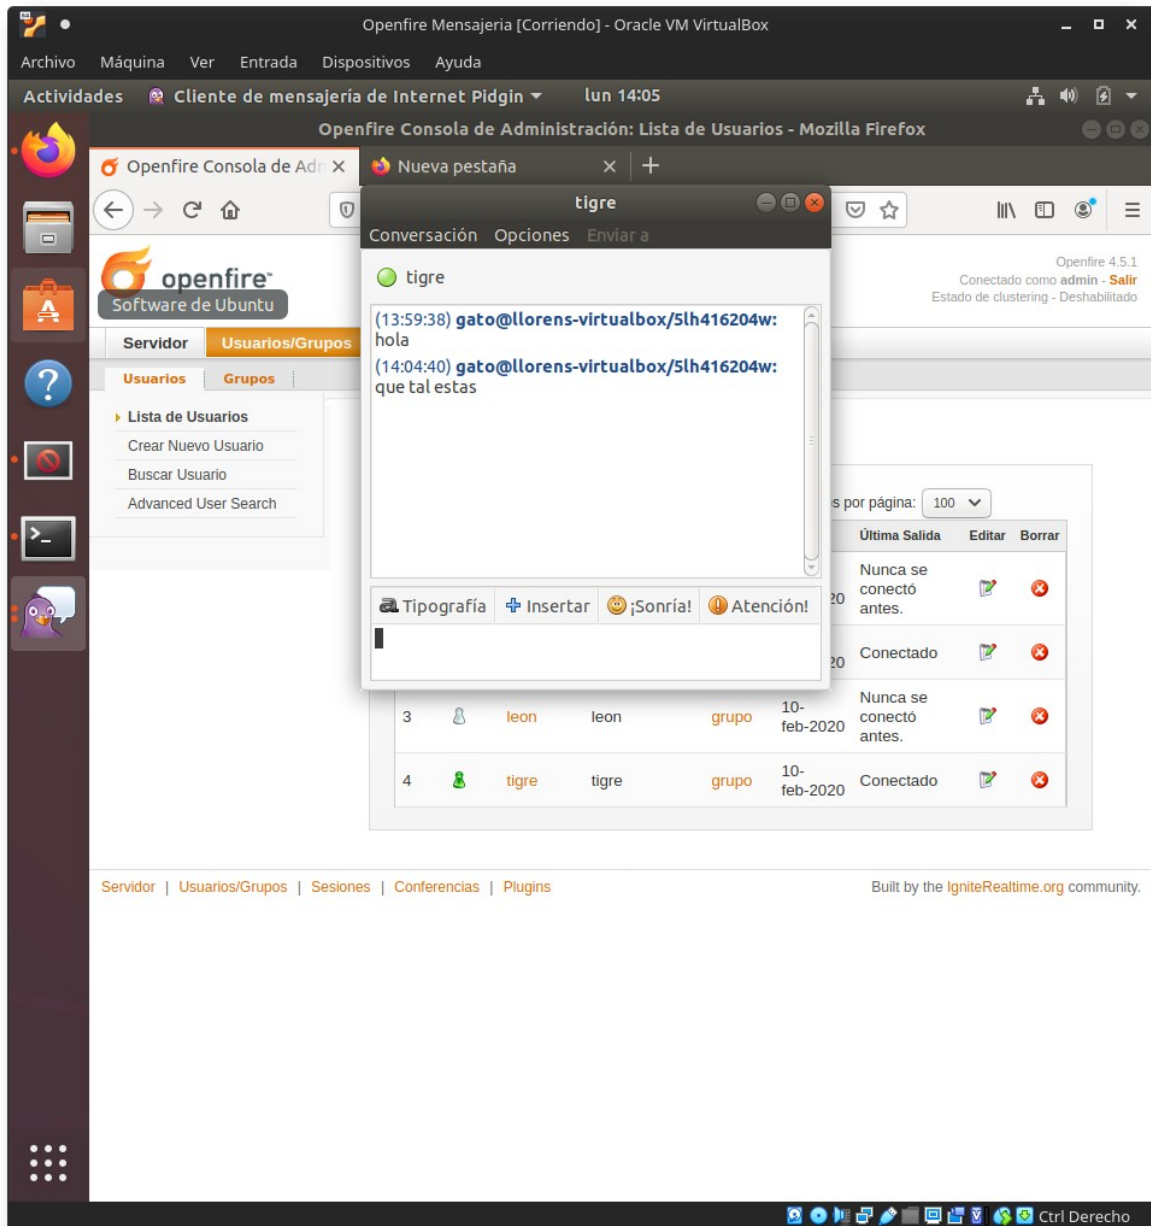 Openfire Mensajeria [Corriendo] - Oracle VM VirtualBox
Archivo Máquina Ver Entrada Dispositivos Ayuda
Actividades Cliente de mensajería de Internet Pidgin lun 14:05
Openfire Consola de Administración: Lista de Usuarios - Mozilla Firefox
Openfire Consola de Adm Nueva pestaña
tigre
Conversación Opciones Enviar a
tigre
openfire™
Software de Ubuntu
Openfire 4.5.1
Conectado como admin - Salir
Estado de clustering - Deshabilitado
(13:59:38) gato@llorens-virtualbox/5lh416204w:
hola
(14:04:40) gato@llorens-virtualbox/5lh416204w:
que tal estas
Servidor Usuarios/Grupos
Usuarios Grupos
Lista de Usuarios
Crear Nuevo Usuario
Buscar Usuario
Advanced User Search
Tipografía Insertar ¡Sonría! ¡Atención!
s por página: 100
Última Salida Editar Borrar
20 Nunca se conectó antes.
20 Conectado
3 leon leon grupo 10-feb-2020 Nunca se conectó antes.
4 tigre tigre grupo 10-feb-2020 Conectado
Servidor | Usuarios/Grupos | Sesiones | Conferencias | Plugins
Built by the IgniteRealtime.org community.
Ctrl Derecho